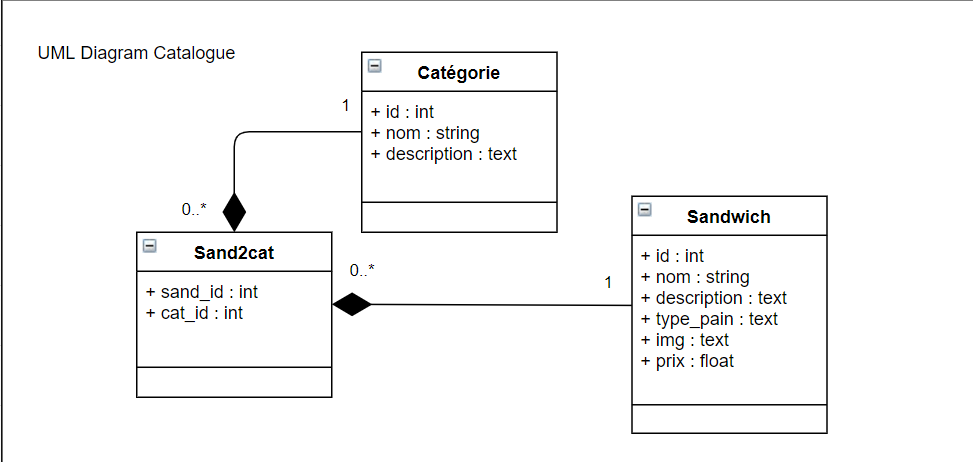 UML Diagram Catalogue
Catégorie
+ id : int
+ nom : string
+ description : text
1
0..*
Sand2cat
+ sand_id : int
+ cat_id : int
0..*
1
Sandwich
+ id : int
+ nom : string
+ description : text
+ type_pain : text
+ img : text
+ prix : float